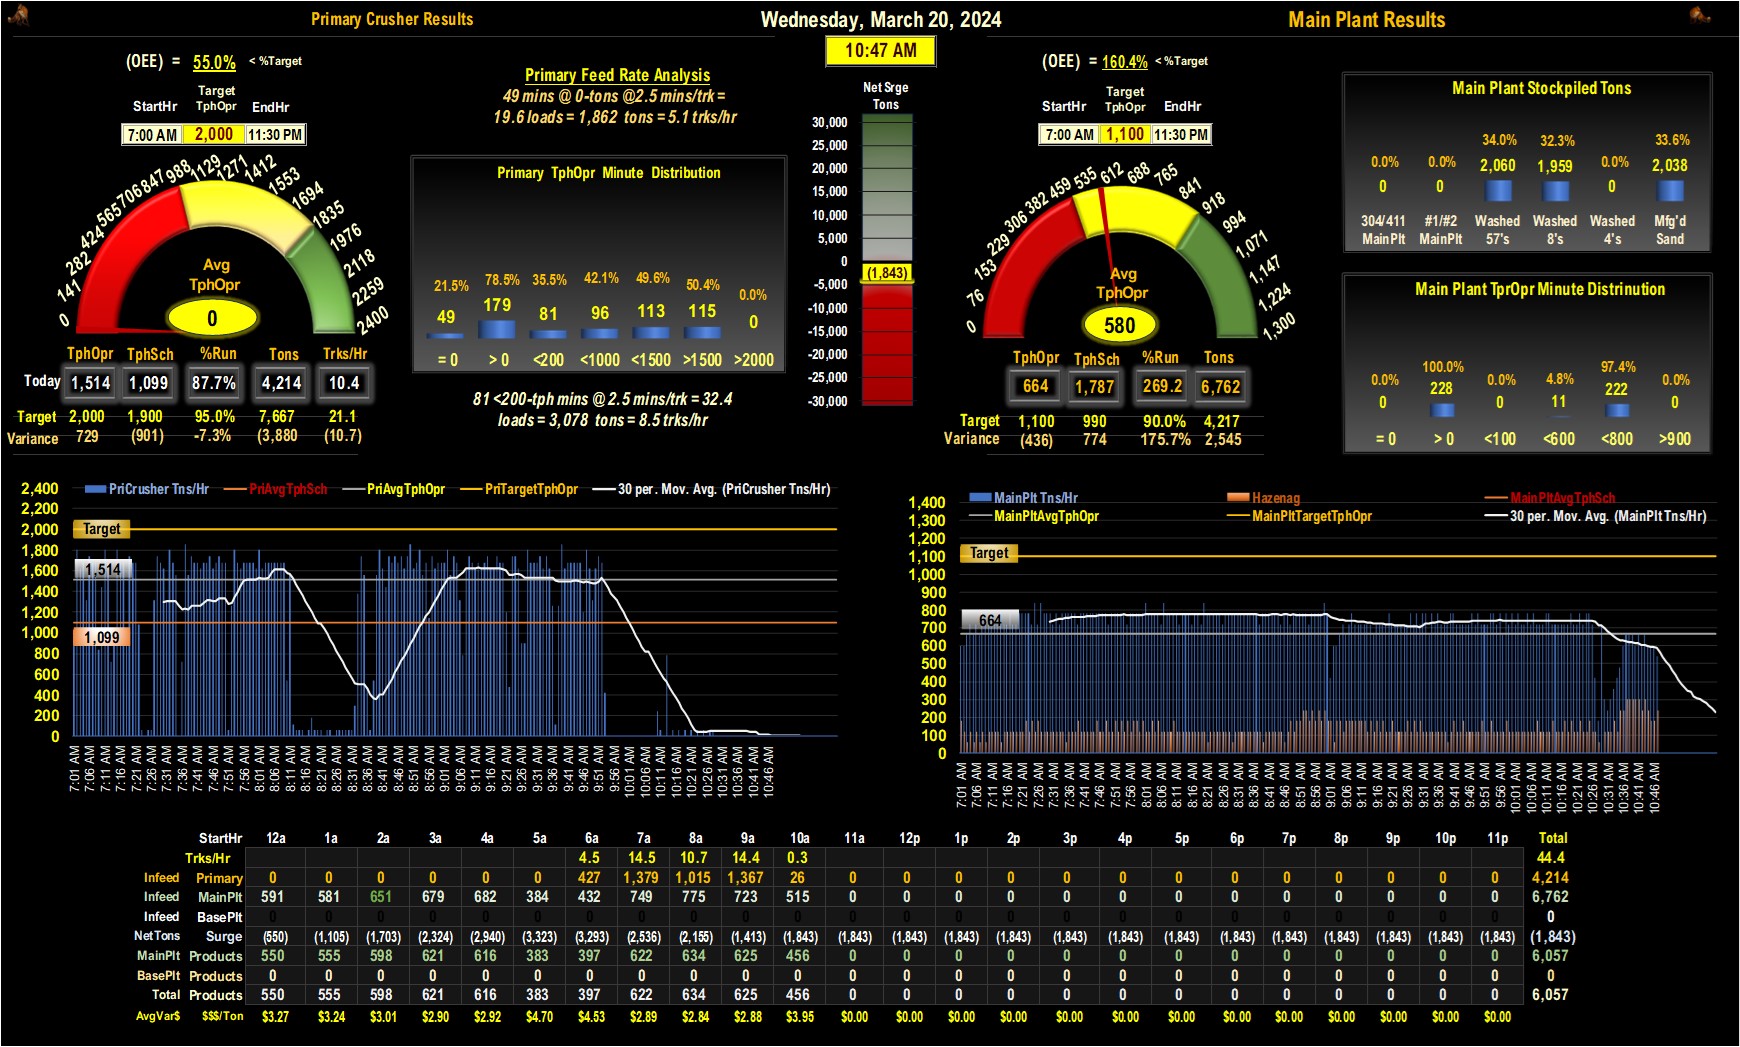 Primary Crusher Results
Wednesday, March 20, 2024
Main Plant Results
10:47 AM
(OEE) = 55.0% < %Target
StartHr Target TphOpr EndHr
7:00 AM 2,000 11:30 PM
0 141 282 424 565 706 847 988 1129 1271 1412 1553 1694 1835 1976 2118 2259 2400
Avg
TphOpr
0
TphOpr TphSch %Run Tons Trks/Hr
Today 1,514 1,099 87.7% 4,214 10.4
Target 2,000 1,900 95.0% 7,667 21.1
Variance 729 (901) -7.3% (3,880) (10.7)
Primary Feed Rate Analysis
49 mins @ 0-tons @2.5 mins/trk =
19.6 loads = 1,862 tons = 5.1 trks/hr
Primary TphOpr Minute Distribution
21.5% 78.5% 35.5% 42.1% 49.6% 50.4% 0.0%
49 179 81 96 113 115 0
= 0 > 0 <200 <1000 <1500 >1500 >2000
81 <200-tph mins @ 2.5 mins/trk = 32.4
loads = 3,078 tons = 8.5 trks/hr
Net Srge
Tons
30,000
25,000
20,000
15,000
10,000
5,000
0
(1,843)
-5,000
-10,000
-15,000
-20,000
-25,000
-30,000
(OEE) = 160.4% < %Target
StartHr Target TphOpr EndHr
7:00 AM 1,100 11:30 PM
0 76 153 229 306 382 459 535 612 688 765 841 918 994 1,071 1,147 1,224 1,300
Avg
TphOpr
580
TphOpr TphSch %Run Tons
664 1,787 269.2 6,762
Target 1,100 990 90.0% 4,217
Variance (436) 774 175.7% 2,545
Main Plant Stockpiled Tons
0.0% 0.0% 34.0% 32.3% 0.0% 33.6%
0 0 2,060 1,959 0 2,038
304/411 #1/#2 Washed Washed Washed Mfg'd
MainPlt MainPlt 57's 8's 4's Sand
Main Plant TprOpr Minute Distrinution
0.0% 100.0% 0.0% 4.8% 97.4% 0.0%
0 228 0 11 222 0
= 0 > 0 <100 <600 <800 >900
PriCrusher Tns/Hr PriAvgTphSch PriAvgTphOpr PriTargetTphOpr 30 per. Mov. Avg. (PriCrusher Tns/Hr)
2,400
2,200
2,000
1,800
1,600
1,400
1,200
1,000
800
600
400
200
0
Target
1,514
1,099
7:01 AM 7:06 AM 7:11 AM 7:16 AM 7:21 AM 7:26 AM 7:31 AM 7:36 AM 7:41 AM 7:46 AM 7:51 AM 7:56 AM 8:01 AM 8:06 AM 8:11 AM 8:16 AM 8:21 AM 8:26 AM 8:31 AM 8:36 AM 8:41 AM 8:46 AM 8:51 AM 8:56 AM 9:01 AM 9:06 AM 9:11 AM 9:16 AM 9:21 AM 9:26 AM 9:31 AM 9:36 AM 9:41 AM 9:46 AM 9:51 AM 9:56 AM 10:01 AM 10:06 AM 10:11 AM 10:16 AM 10:21 AM 10:26 AM 10:31 AM 10:36 AM 10:41 AM 10:46 AM
MainPlt Tns/Hr Hazenag MainPltAvgTphSch
MainPltAvgTphOpr MainPltTargetTphOpr 30 per. Mov. Avg. (MainPlt Tns/Hr)
1,400
1,300
1,200
1,100
1,000
900
800
700
600
500
400
300
200
100
0
Target
664
7:01 AM 7:06 AM 7:11 AM 7:16 AM 7:21 AM 7:26 AM 7:31 AM 7:36 AM 7:41 AM 7:46 AM 7:51 AM 7:56 AM 8:01 AM 8:06 AM 8:11 AM 8:16 AM 8:21 AM 8:26 AM 8:31 AM 8:36 AM 8:41 AM 8:46 AM 8:51 AM 8:56 AM 9:01 AM 9:06 AM 9:11 AM 9:16 AM 9:21 AM 9:26 AM 9:31 AM 9:36 AM 9:41 AM 9:46 AM 9:51 AM 9:56 AM 10:01 AM 10:06 AM 10:11 AM 10:16 AM 10:21 AM 10:26 AM 10:31 AM 10:36 AM 10:41 AM 10:46 AM
StartHr 12a 1a 2a 3a 4a 5a 6a 7a 8a 9a 10a 11a 12p 1p 2p 3p 4p 5p 6p 7p 8p 9p 10p 11p Total
Trks/Hr 4.5 14.5 10.7 14.4 0.3 44.4
Infeed Primary 0 0 0 0 0 0 427 1,379 1,015 1,367 26 0 0 0 0 0 0 0 0 0 0 0 0 0 4,214
Infeed MainPlt 591 581 651 679 682 384 432 749 775 723 515 0 0 0 0 0 0 0 0 0 0 0 0 0 6,762
Infeed BasePlt 0 0 0 0 0 0 0 0 0 0 0 0 0 0 0 0 0 0 0 0 0 0 0 0 0
NetTons Surge (550) (1,105) (1,703) (2,324) (2,940) (3,323) (3,293) (2,536) (2,155) (1,413) (1,843) (1,843) (1,843) (1,843) (1,843) (1,843) (1,843) (1,843) (1,843) (1,843) (1,843) (1,843) (1,843) (1,843) (1,843)
MainPlt Products 550 555 598 621 616 383 397 622 634 625 456 0 0 0 0 0 0 0 0 0 0 0 0 0 6,057
BasePlt Products 0 0 0 0 0 0 0 0 0 0 0 0 0 0 0 0 0 0 0 0 0 0 0 0 0
Total Products 550 555 598 621 616 383 397 622 634 625 456 0 0 0 0 0 0 0 0 0 0 0 0 0 6,057
AvgVar$ $$$/Ton $3.27 $3.24 $3.01 $2.90 $2.92 $4.70 $4.53 $2.89 $2.84 $2.88 $3.95 $0.00 $0.00 $0.00 $0.00 $0.00 $0.00 $0.00 $0.00 $0.00 $0.00 $0.00 $0.00 $0.00